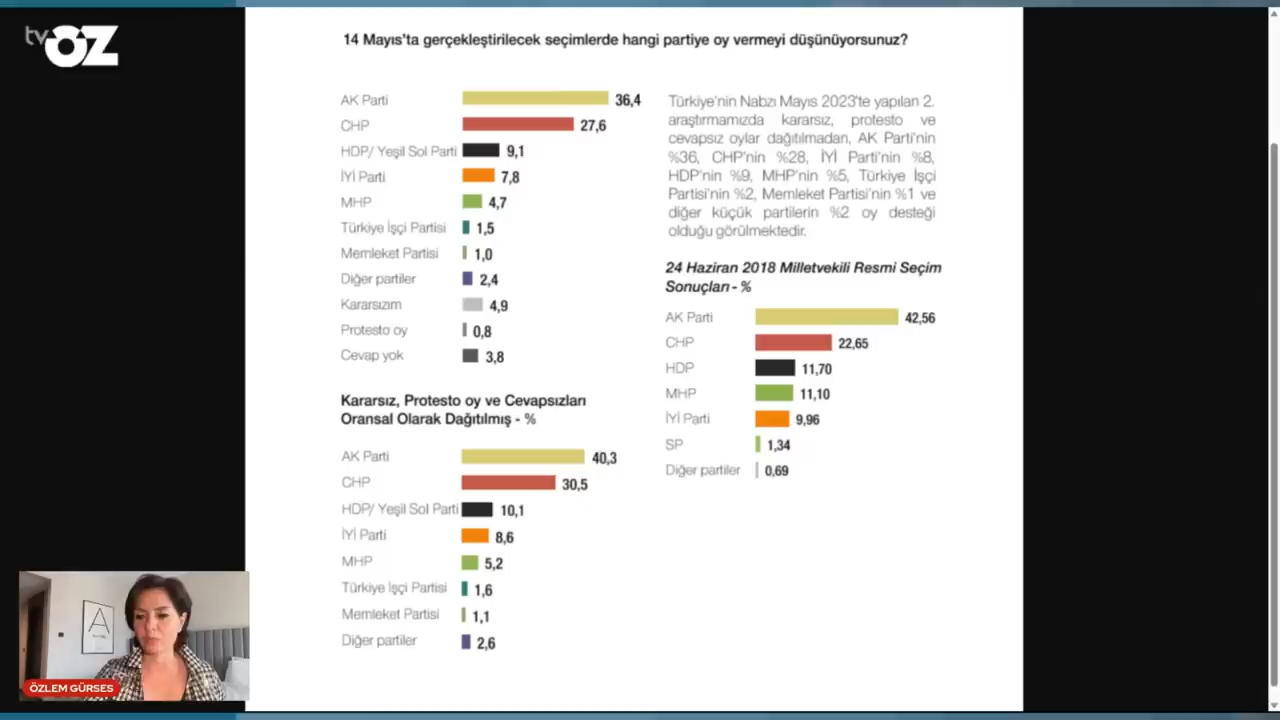 tv ÖZ
14 Mayıs'ta gerçekleştirilecek seçimlerde hangi partiye oy vermeyi düşünüyorsunuz?
AK Parti 36,4
CHP 27,6
HDP/ Yeşil Sol Parti 9,1
İYİ Parti 7,8
MHP 4,7
Türkiye İşçi Partisi 1,5
Memleket Partisi 1,0
Diğer partiler 2,4
Kararsızım 4,9
Protesto oy 0,8
Cevap yok 3,8
Kararsız, Protesto oy ve Cevapsızları
Oransal Olarak Dağıtılmış - %
AK Parti 40,3
CHP 30,5
HDP/ Yeşil Sol Parti 10,1
İYİ Parti 8,6
MHP 5,2
Türkiye İşçi Partisi 1,6
Memleket Partisi 1,1
Diğer partiler 2,6
Türkiye'nin Nabzı Mayıs 2023'te yapılan 2.
araştırmamızda kararsız, protesto ve
cevapsız oylar dağıtılmadan, AK Parti'nin
%36, CHP'nin %28, İYİ Parti'nin %8,
HDP'nin %9, MHP'nin %5, Türkiye İşçi
Partisi'nin %2, Memleket Partisi'nin %1 ve
diğer küçük partilerin %2 oy desteği
olduğu görülmektedir.
24 Haziran 2018 Milletvekili Resmi Seçim
Sonuçları - %
AK Parti 42,56
CHP 22,65
HDP 11,70
MHP 11,10
İYİ Parti 9,96
SP 1,34
Diğer partiler 0,69
A
ÖZLEM GÜRSES